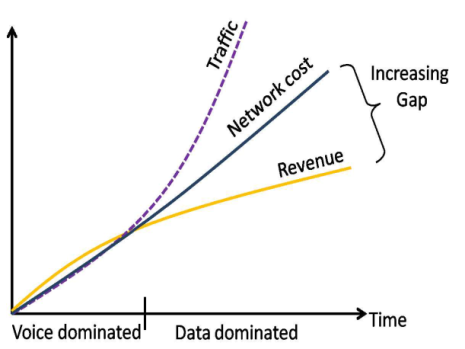 Traffic
Network cost
Increasing
Gap
Revenue
Time
Voice dominated
Data dominated